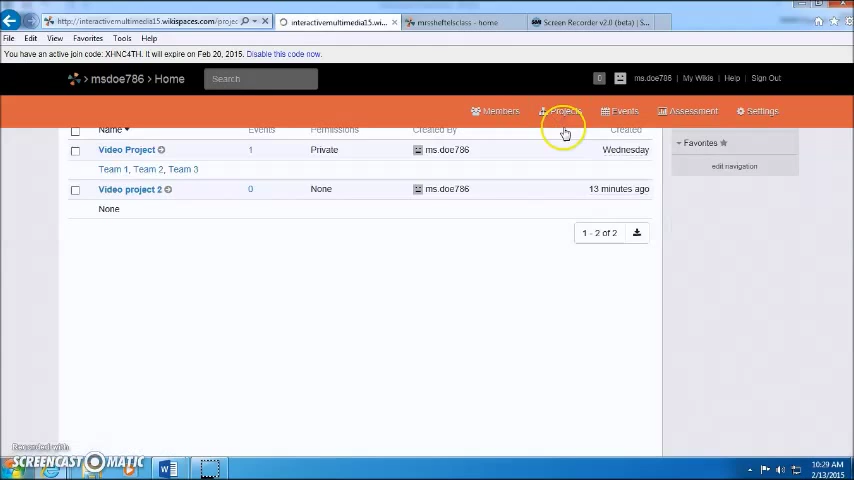 http://interactivemultimedia15.wikispaces.com/projec
interactivemultimedia15.wi...
mrssheftelsclass - home
Screen Recorder v2.0 (beta) | S...
File Edit View Favorites Tools Help
You have an active join code: XHNC4TH. It will expire on Feb 20, 2015. Disable this code now.
msdoe786 > Home
Search
0 ms.doe786 My Wikis Help Sign Out
Members Projects Events Assessment Settings
Name Events Permissions Created By Created
Video Project 1 Private ms.doe786 Wednesday
Team 1, Team 2, Team 3
Video project 2 0 None ms.doe786 13 minutes ago
None
1 - 2 of 2
Favorites
edit navigation
Recorded with
SCREENCAST-O-MATIC
10:29 AM
2/13/2015